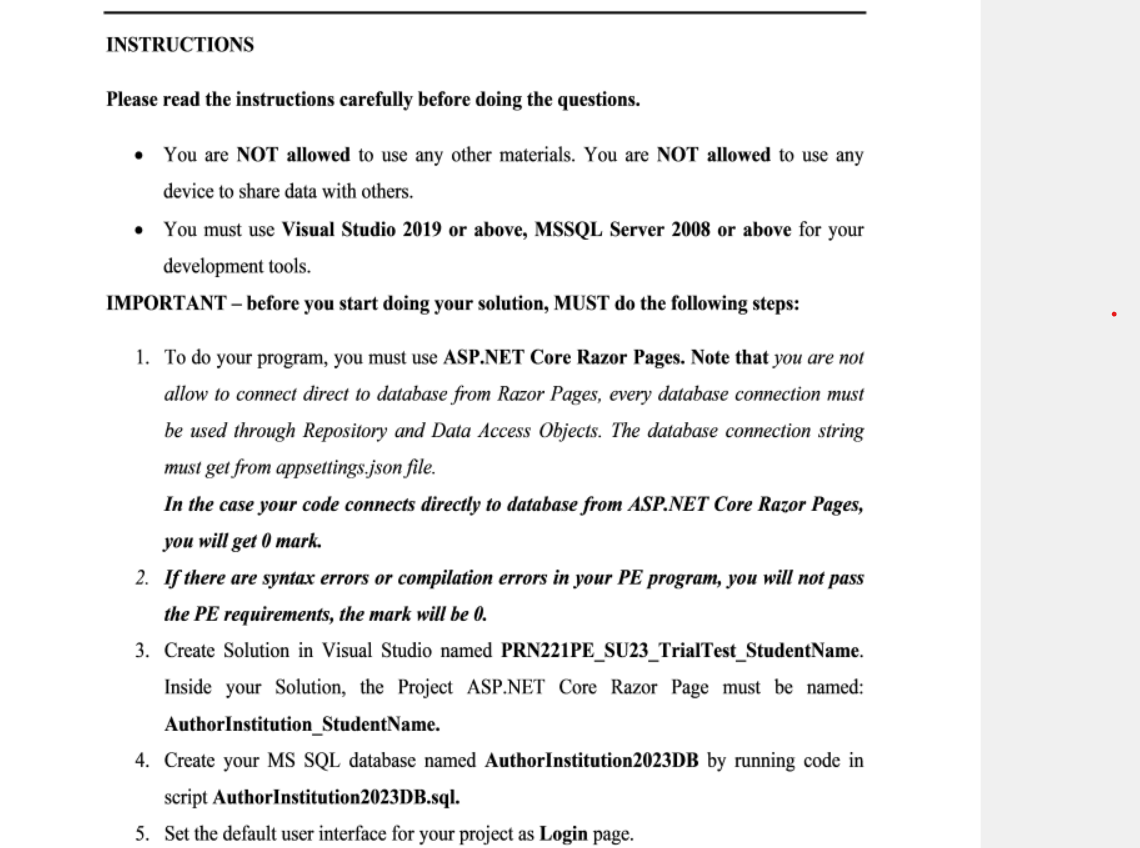 INSTRUCTIONS
Please read the instructions carefully before doing the questions.
• You are NOT allowed to use any other materials. You are NOT allowed to use any
device to share data with others.
• You must use Visual Studio 2019 or above, MSSQL Server 2008 or above for your
development tools.
IMPORTANT – before you start doing your solution, MUST do the following steps:
1. To do your program, you must use ASP.NET Core Razor Pages. Note that you are not
allow to connect direct to database from Razor Pages, every database connection must
be used through Repository and Data Access Objects. The database connection string
must get from appsettings.json file.
In the case your code connects directly to database from ASP.NET Core Razor Pages,
you will get 0 mark.
2. If there are syntax errors or compilation errors in your PE program, you will not pass
the PE requirements, the mark will be 0.
3. Create Solution in Visual Studio named PRN221PE_SU23_TrialTest_StudentName.
Inside your Solution, the Project ASP.NET Core Razor Page must be named:
AuthorInstitution_StudentName.
4. Create your MS SQL database named AuthorInstitution2023DB by running code in
script AuthorInstitution2023DB.sql.
5. Set the default user interface for your project as Login page.